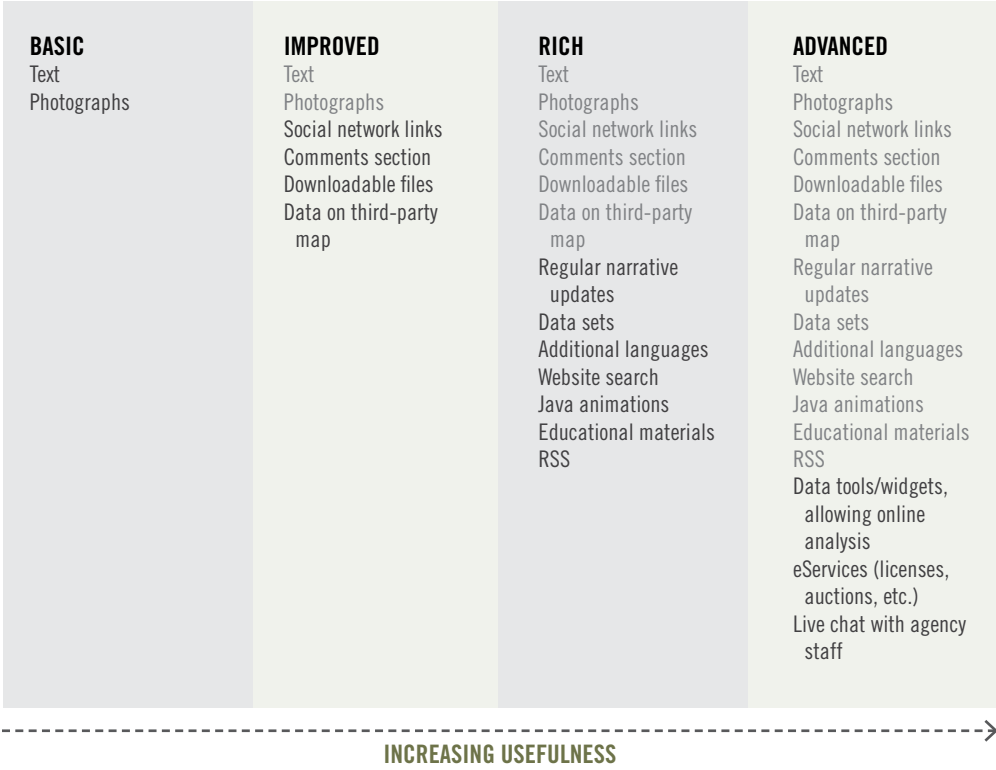 BASIC
Text
Photographs
IMPROVED
Text
Photographs
Social network links
Comments section
Downloadable files
Data on third-party
map
RICH
Text
Photographs
Social network links
Comments section
Downloadable files
Data on third-party
map
Regular narrative
updates
Data sets
Additional languages
Website search
Java animations
Educational materials
RSS
ADVANCED
Text
Photographs
Social network links
Comments section
Downloadable files
Data on third-party
map
Regular narrative
updates
Data sets
Additional languages
Website search
Java animations
Educational materials
RSS
Data tools/widgets,
allowing online
analysis
eServices (licenses,
auctions, etc.)
Live chat with agency
staff
INCREASING USEFULNESS